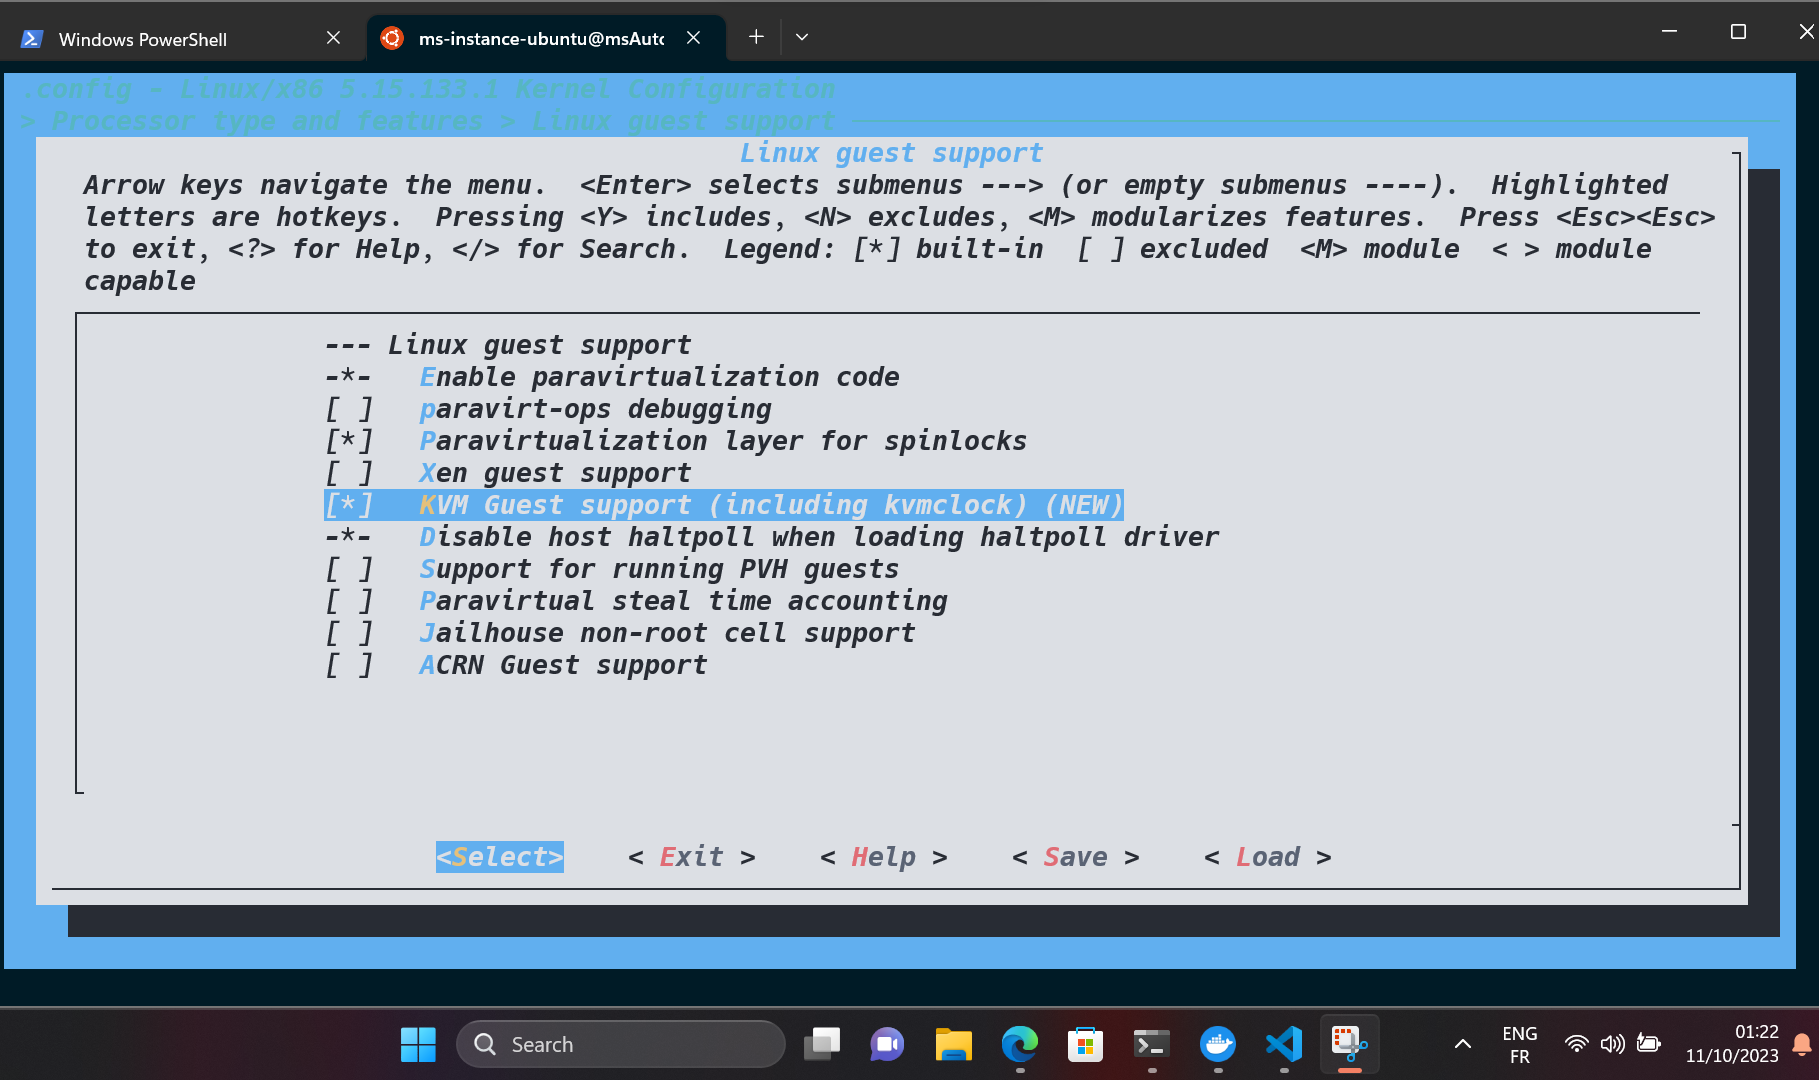 Windows PowerShell
ms-instance-ubuntu@msAuto
.config - Linux/x86 5.15.133.1 Kernel Configuration
> Processor type and features > Linux guest support
Linux guest support
Arrow keys navigate the menu.  <Enter> selects submenus ---> (or empty submenus ----).  Highlighted
letters are hotkeys.  Pressing <Y> includes, <N> excludes, <M> modularizes features.  Press <Esc><Esc>
to exit, <?> for Help, </> for Search.  Legend: [*] built-in  [ ] excluded  <M> module  < > module
capable
--- Linux guest support
-*-   Enable paravirtualization code
[ ]   paravirt-ops debugging
[*]   Paravirtualization layer for spinlocks
[ ]   Xen guest support
[*]   KVM Guest support (including kvmclock) (NEW)
-*-   Disable host haltpoll when loading haltpoll driver
[ ]   Support for running PVH guests
[ ]   Paravirtual steal time accounting
[ ]   Jailhouse non-root cell support
[ ]   ACRN Guest support
<Select>    < Exit >    < Help >    < Save >    < Load >
Search
ENG
FR
01:22
11/10/2023